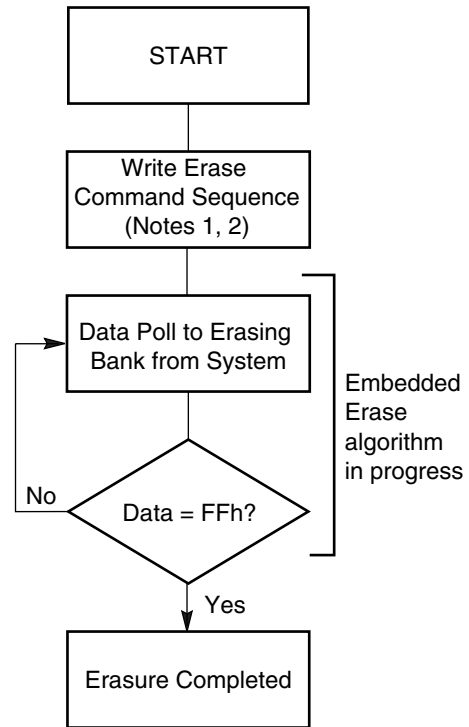 START
Write Erase
Command Sequence
(Notes 1, 2)
Data Poll to Erasing
Bank from System
Embedded
Erase
algorithm
in progress
No
Data = FFh?
Yes
Erasure Completed